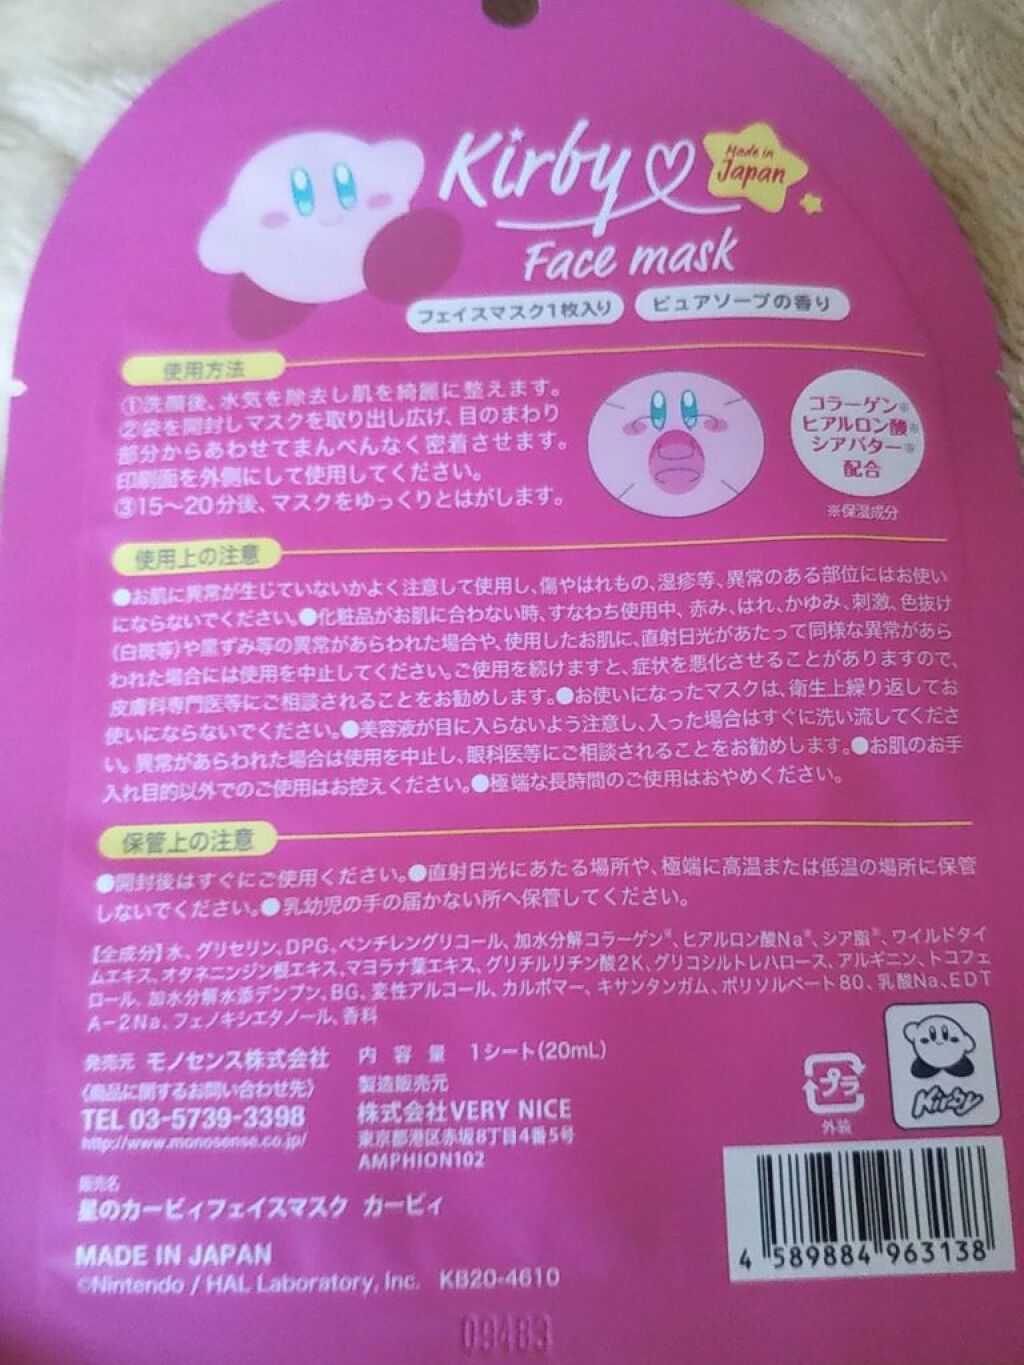 Kirby
Made in
Japan
Face mask
フェイスマスク1枚入り
ピュアソープの香り
使用方法
①洗顔後、水気を除去し肌を綺麗に整えます。
②袋を開封しマスクを取り出し広げ、目のまわり
部分からあわせてまんべんなく密着させます。
印刷面を外側にして使用してください。
③15～20分後、マスクをゆっくりとはがします。
コラーゲン※
ヒアルロン酸※
シアバター※
配合
※保湿成分
使用上の注意
●お肌に異常が生じていないかよく注意して使用し、傷やはれもの、湿疹等、異常のある部位にはお使い
にならないでください。●化粧品がお肌に合わない時、すなわち使用中、赤み、はれ、かゆみ、刺激、色抜け
(白斑等)や黒ずみ等の異常があらわれた場合や、使用したお肌に、直射日光があたって同様な異常があら
われた場合には使用を中止してください。ご使用を続けますと、症状を悪化させることがありますので、
皮膚科専門医等にご相談されることをお勧めします。●お使いになったマスクは、衛生上繰り返してお
使いにならないでください。●美容液が目に入らないよう注意し、入った場合はすぐに洗い流してくださ
い。異常があらわれた場合は使用を中止し、眼科医等にご相談されることをお勧めします。●お肌のお手
入れ目的以外でのご使用はお控えください。●極端な長時間のご使用はおやめください。
保管上の注意
●開封後はすぐにご使用ください。●直射日光にあたる場所や、極端に高温または低温の場所に保管
しないでください。●乳幼児の手の届かない所へ保管してください。
【全成分】水、グリセリン、DPG、ペンチレングリコール、加水分解コラーゲン※、ヒアルロン酸Na※、シア脂※、ワイルドタイ
ムエキス、オタネニンジン根エキス、マヨラナ葉エキス、グリチルリチン酸2K、グリコシルトレハロース、アルギニン、トコフェ
ロール、加水分解水添デンプン、BG、変性アルコール、カルボマー、キサンタンガム、ポリソルベート80、乳酸Na、EDT
A-2Na、フェノキシエタノール、香料
発売元 モノセンス株式会社
〈商品に関するお問い合わせ先〉
TEL 03-5739-3398
http://www.monosense.co.jp/
内容量 1シート(20mL)
製造販売元
株式会社VERY NICE
東京都港区赤坂8丁目4番5号
AMPHION102
プラ
外装
Kirby
販売名
星のカービィフェイスマスク カービィ
MADE IN JAPAN
©Nintendo / HAL Laboratory, Inc. KB20-4610
4 589884 963138
09483